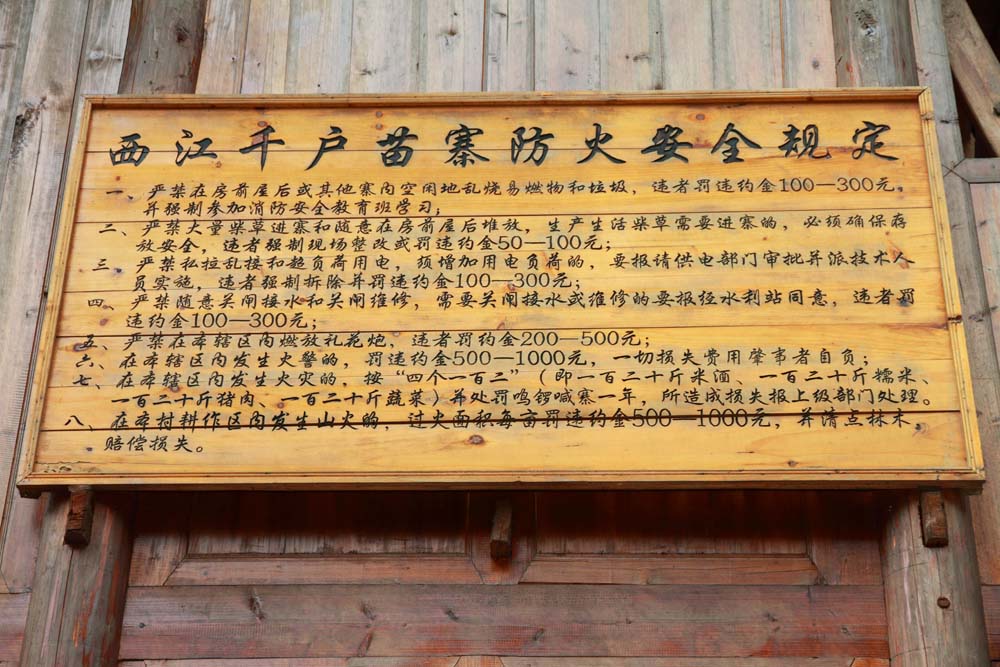 西江千户苗寨防火安全规定
一、严禁在房前屋后或其他寨内空闲地乱烧易燃物和垃圾，违者罚违约金100—300元，
并强制参加消防安全教育班学习；
二、严禁大量柴草进寨和随意在房前屋后堆放，生产生活柴草需要进寨的，必须确保存
放安全，违者强制现场整改或罚违约金50—100元；
三、严禁私拉乱接和超负荷用电，须增加用电负荷的，要报请供电部门审批并派技术人
员实施，违者强制拆除并罚违约金100—300元；
四、严禁随意关闸接水和关闸维修，需要关闸接水或维修的要报经水利站同意，违者罚
违约金100—300元；
五、严禁在本辖区内燃放礼花炮、违者罚约金200—500元；
六、在本辖区内发生火警的，罚违约金500—1000元，一切损失费用肇事者自负；
七、在本辖区内发生火灾的，按“四个一百二”（即一百二十斤米酒、一百二十斤糯米、
一百二十斤猪肉、一百二十斤蔬菜）并处罚鸣锣喊寨一年，所造成损失报上级部门处理。
八、在本村耕作区内发生山火的，过火面积每亩罚违约金500—1000元，并清点林木，
赔偿损失。